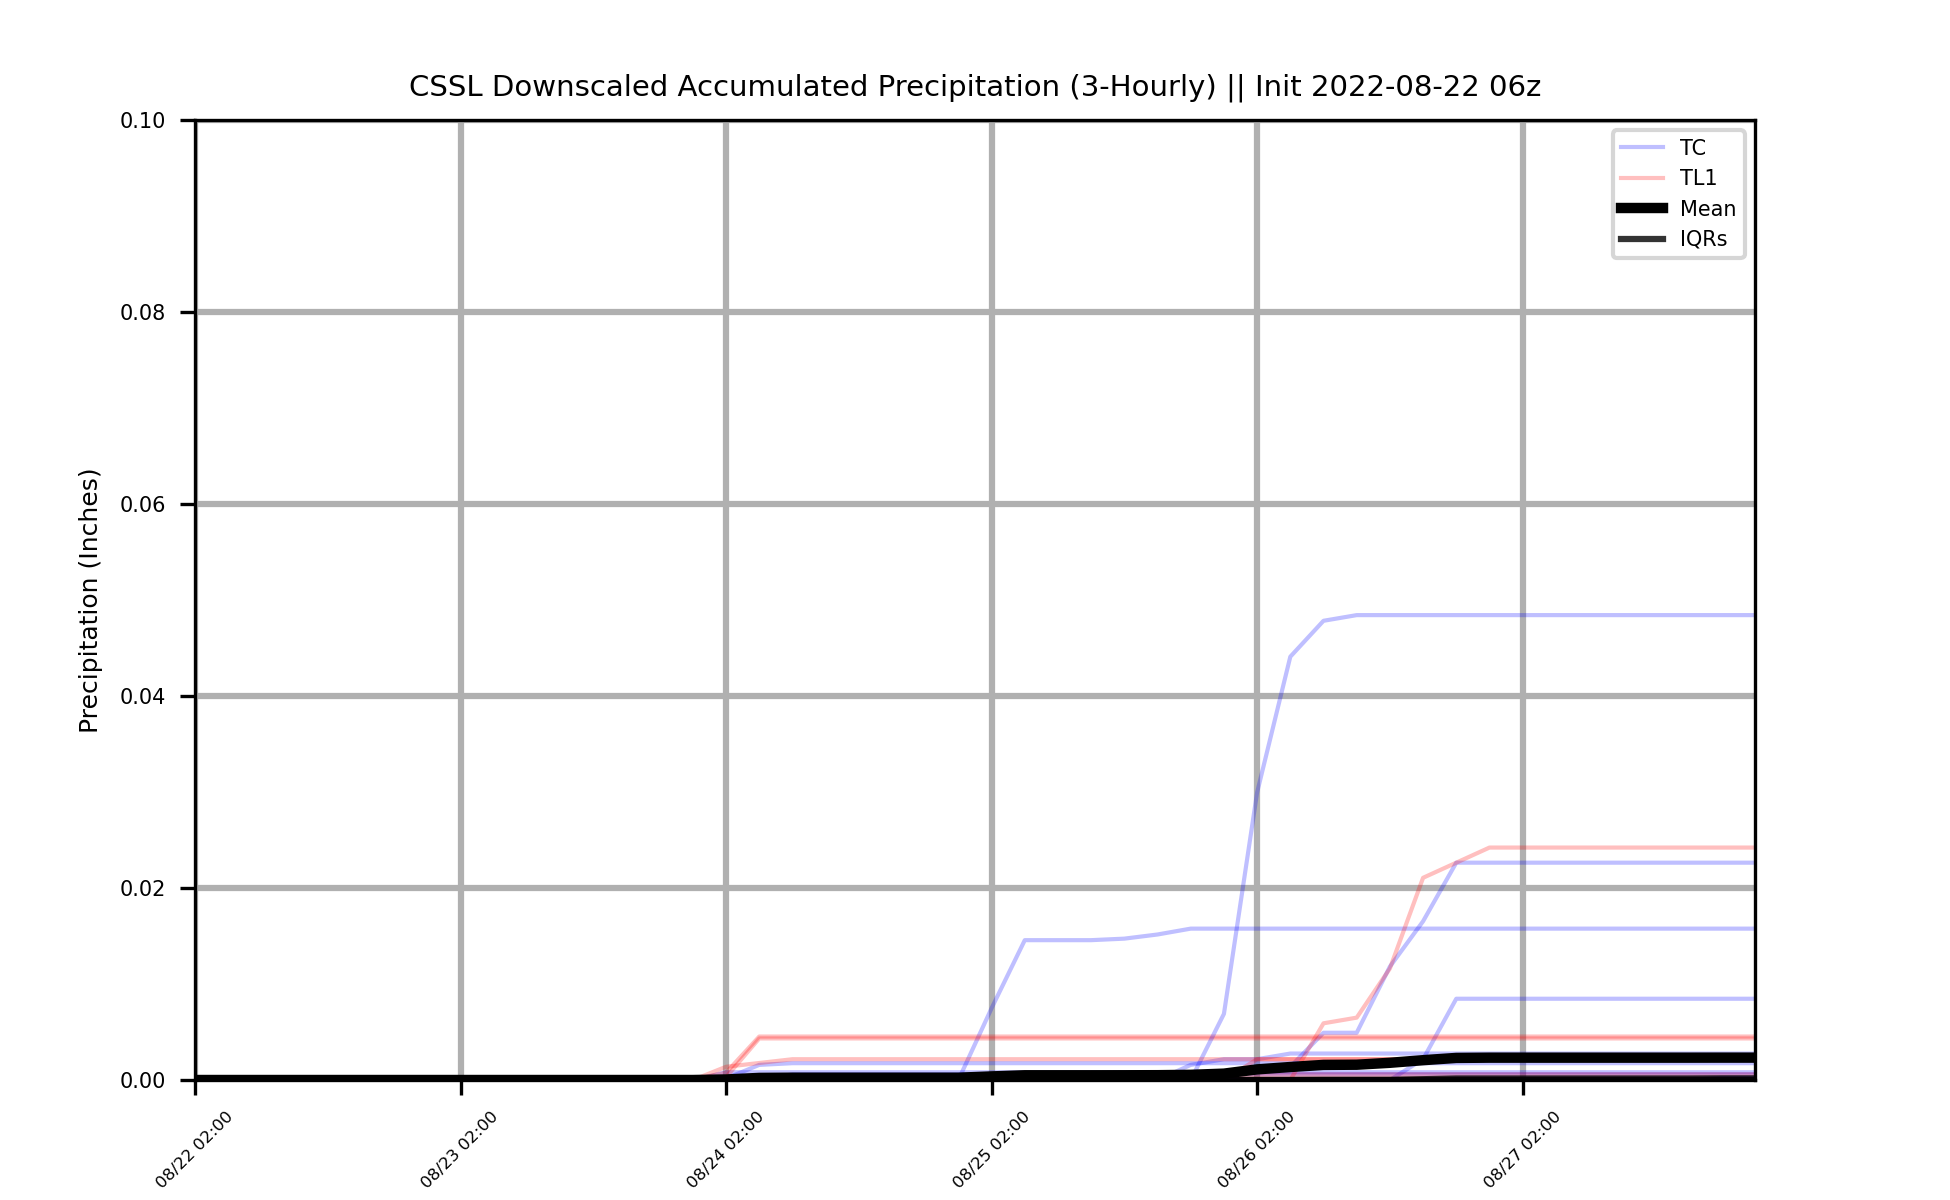 CSSL Downscaled Accumulated Precipitation (3-Hourly) || Init 2022-08-22 06z
TC
TL1
Mean
IQRs
Precipitation (Inches)
0.10
0.08
0.06
0.04
0.02
0.00
08/22 02:00
08/23 02:00
08/24 02:00
08/25 02:00
08/26 02:00
08/27 02:00